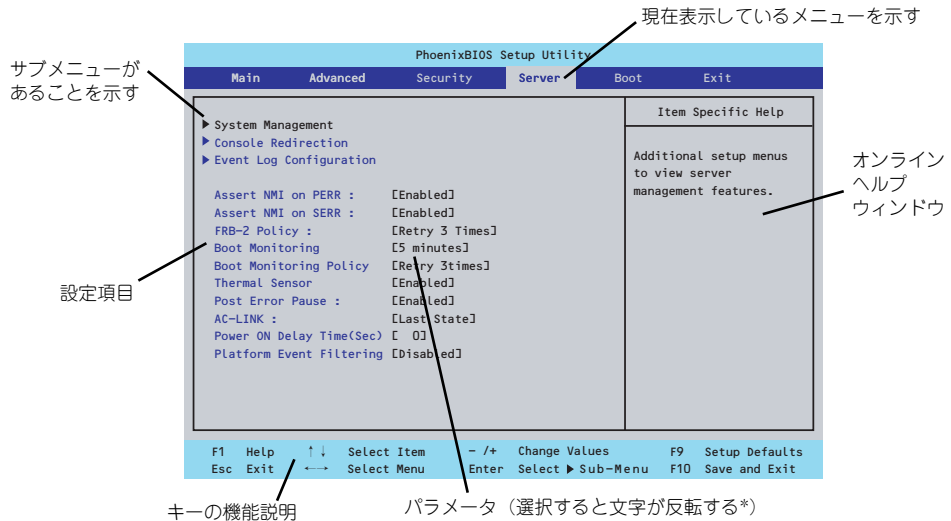 現在表示しているメニューを示す
サブメニューが
あることを示す
PhoenixBIOS Setup Utility
Main Advanced Security Server Boot Exit
▶ System Management
▶ Console Redirection
▶ Event Log Configuration
Assert NMI on PERR : [Enabled]
Assert NMI on SERR : [Enabled]
FRB-2 Policy : [Retry 3 Times]
Boot Monitoring [5 minutes]
Boot Monitoring Policy [Retry 3times]
Thermal Sensor [Enabled]
Post Error Pause : [Enabled]
AC-LINK : [Last State]
Power ON Delay Time(Sec) [ 0]
Platform Event Filtering [Disabled]
Item Specific Help
Additional setup menus
to view server
management features.
オンライン
ヘルプ
ウィンドウ
設定項目
F1 Help ↑↓ Select Item - /+ Change Values F9 Setup Defaults
Esc Exit ←→ Select Menu Enter Select ▶ Sub-Menu F10 Save and Exit
キーの機能説明
パラメータ（選択すると文字が反転する*）